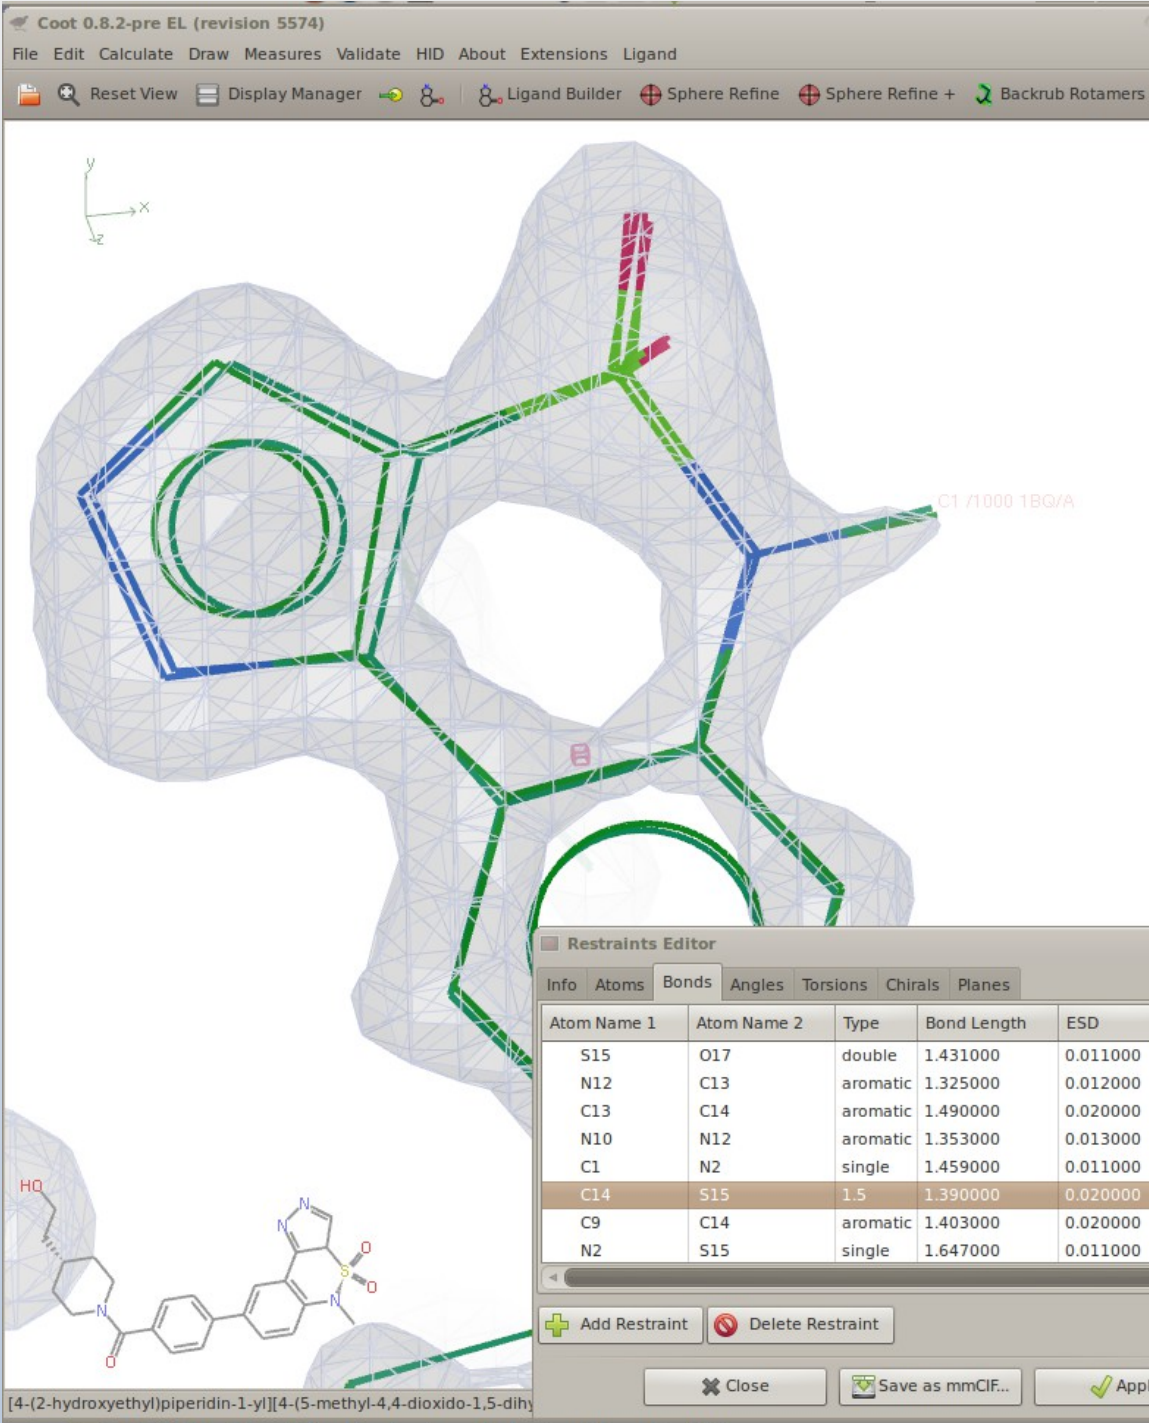 Coot 0.8.2-pre EL (revision 5574)
File Edit Calculate Draw Measures Validate HID About Extensions Ligand
Reset View Display Manager Ligand Builder Sphere Refine Sphere Refine + Backrub Rotamers
y
x
z
C1 /1000 1BQ/A
Restraints Editor
Info Atoms Bonds Angles Torsions Chirals Planes
Atom Name 1 Atom Name 2 Type Bond Length ESD
S15 O17 double 1.431000 0.011000
N12 C13 aromatic 1.325000 0.012000
C13 C14 aromatic 1.490000 0.020000
N10 N12 aromatic 1.353000 0.013000
C1 N2 single 1.459000 0.011000
C14 S15 1.5 1.390000 0.020000
C9 C14 aromatic 1.403000 0.020000
N2 S15 single 1.647000 0.011000
HO
N
N
O
S
O
N
N
O
Add Restraint Delete Restraint
Close Save as mmCIF... Appl
[4-(2-hydroxyethyl)piperidin-1-yl][4-(5-methyl-4,4-dioxido-1,5-dihy